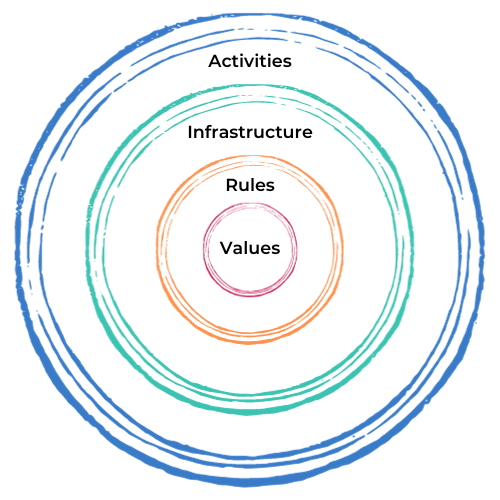 Activities
Infrastructure
Rules
Values